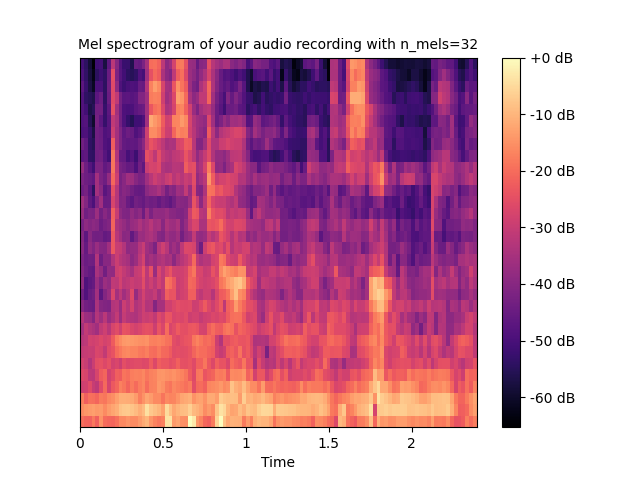 Mel spectrogram of your audio recording with n_mels=32
+0 dB
-10 dB
-20 dB
-30 dB
-40 dB
-50 dB
-60 dB
0 0.5 1 1.5 2
Time